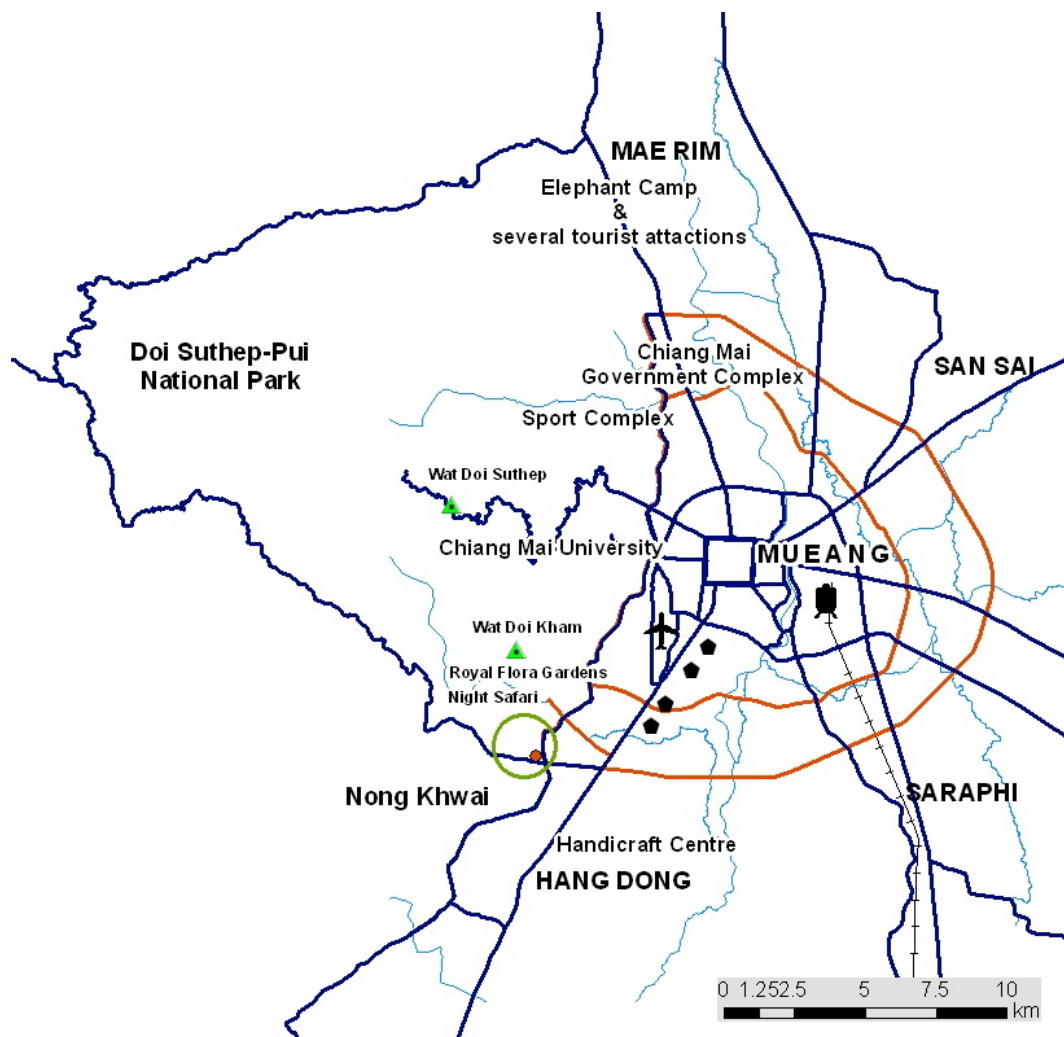 MAE RIM
Elephant Camp
&
several tourist attactions
Doi Suthep-Pui
National Park
Chiang Mai
Government Complex
SAN SAI
Sport Complex
Wat Doi Suthep
Chiang Mai University
MUEANG
Wat Doi Kham
Royal Flora Gardens
Night Safari
Nong Khwai
SARAPHI
Handicraft Centre
HANG DONG
0 1.252.5 5 7.5 10
km